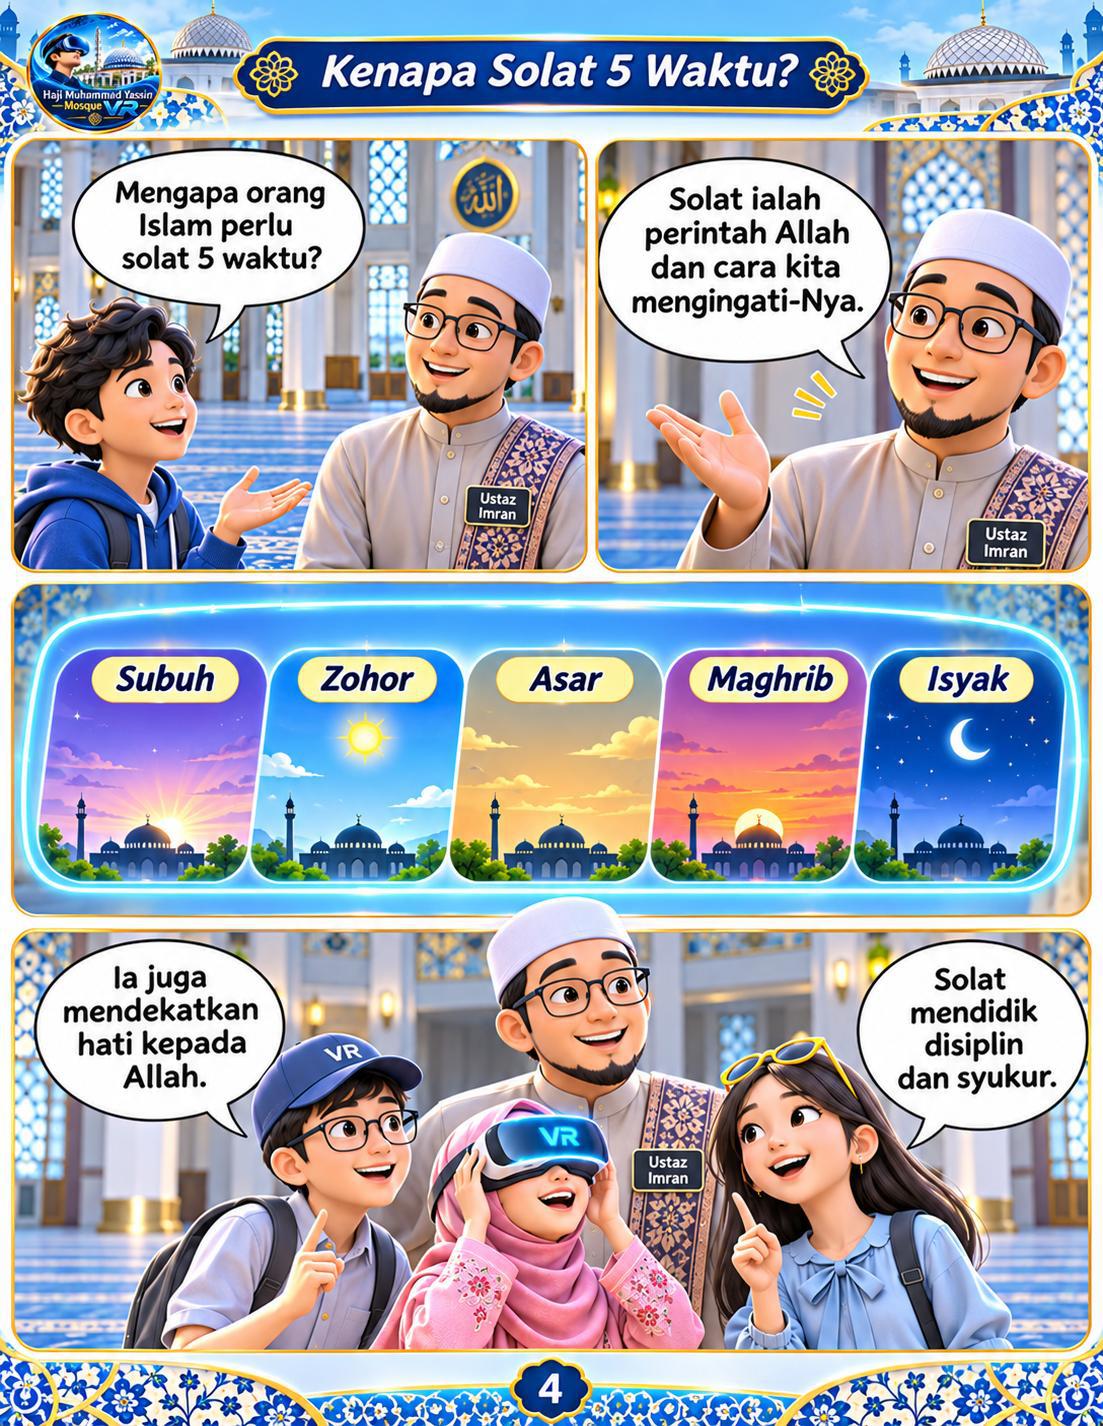 Haji Muhammad Yassin
Mosque VR
Kenapa Solat 5 Waktu?
Mengapa orang
Islam perlu
solat 5 waktu?
الله
Ustaz
Imran
Solat ialah
perintah Allah
dan cara kita
mengingati-Nya.
Ustaz
Imran
Subuh
Zohor
Asar
Maghrib
Isyak
Ia juga
mendekatkan
hati kepada
Allah.
Solat
mendidik
disiplin
dan syukur.
VR
VR
Ustaz
Imran
4